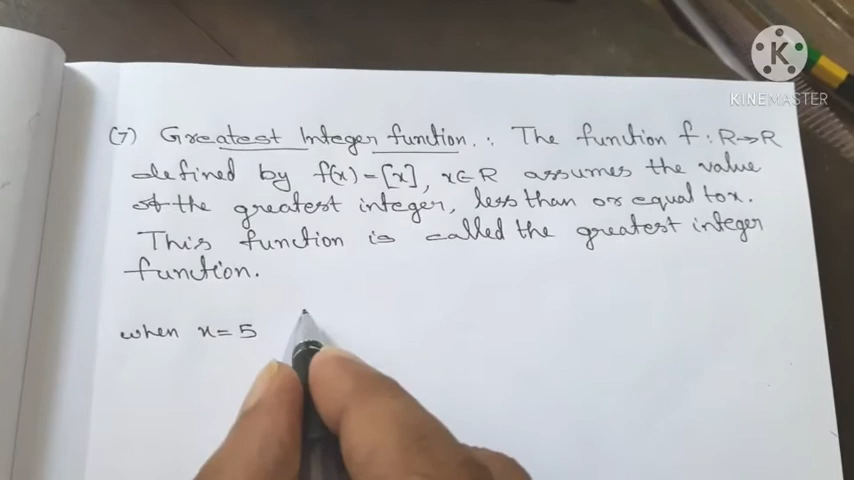 K
KINEMASTER
(7) Greatest Integer function. : The function f : R→R
defined by f(x) = [x], x∈R assumes the value
of the greatest integer, less than or equal to x.
This function is called the greatest integer
function.
when x = 5